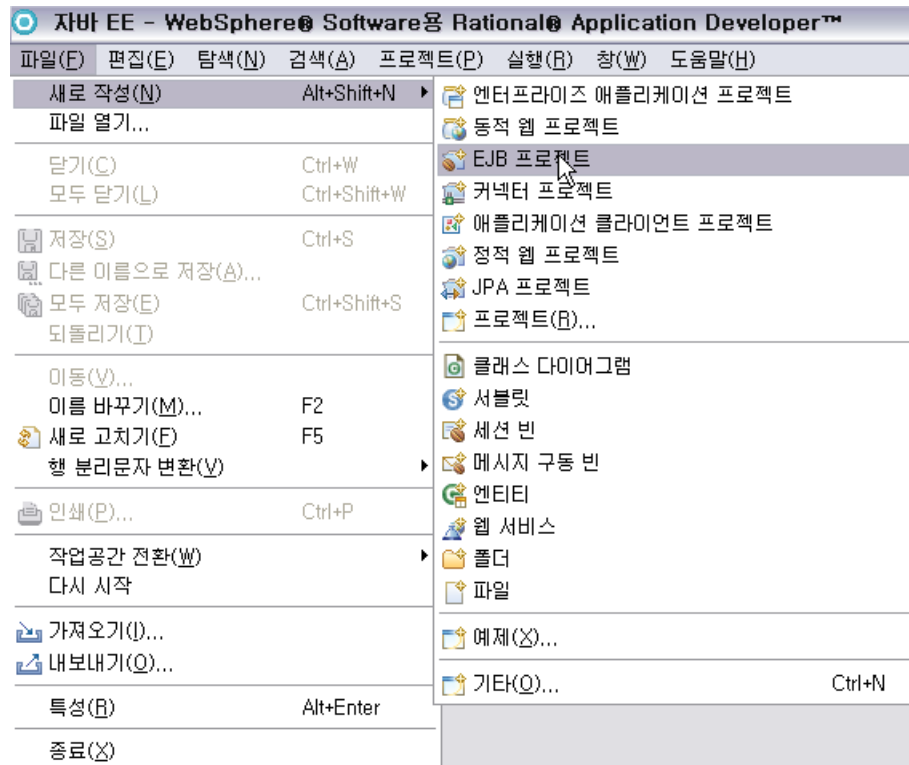 자바 EE - WebSphere® Software용 Rational® Application Developer™
파일(F) 편집(E) 탐색(N) 검색(A) 프로젝트(P) 실행(R) 창(W) 도움말(H)
새로 작성(N) Alt+Shift+N
파일 열기...
닫기(C) Ctrl+W
모두 닫기(L) Ctrl+Shift+W
저장(S) Ctrl+S
다른 이름으로 저장(A)...
모두 저장(E) Ctrl+Shift+S
되돌리기(T)
이동(V)...
이름 바꾸기(M)... F2
새로 고치기(F) F5
행 분리문자 변환(V)
인쇄(P)... Ctrl+P
작업공간 전환(W)
다시 시작
가져오기(I)...
내보내기(O)...
특성(R) Alt+Enter
종료(X)
엔터프라이즈 애플리케이션 프로젝트
동적 웹 프로젝트
EJB 프로젝트
커넥터 프로젝트
애플리케이션 클라이언트 프로젝트
정적 웹 프로젝트
JPA 프로젝트
프로젝트(R)...
클래스 다이어그램
서블릿
세션 빈
메시지 구동 빈
엔티티
웹 서비스
폴더
파일
예제(X)...
기타(O)... Ctrl+N